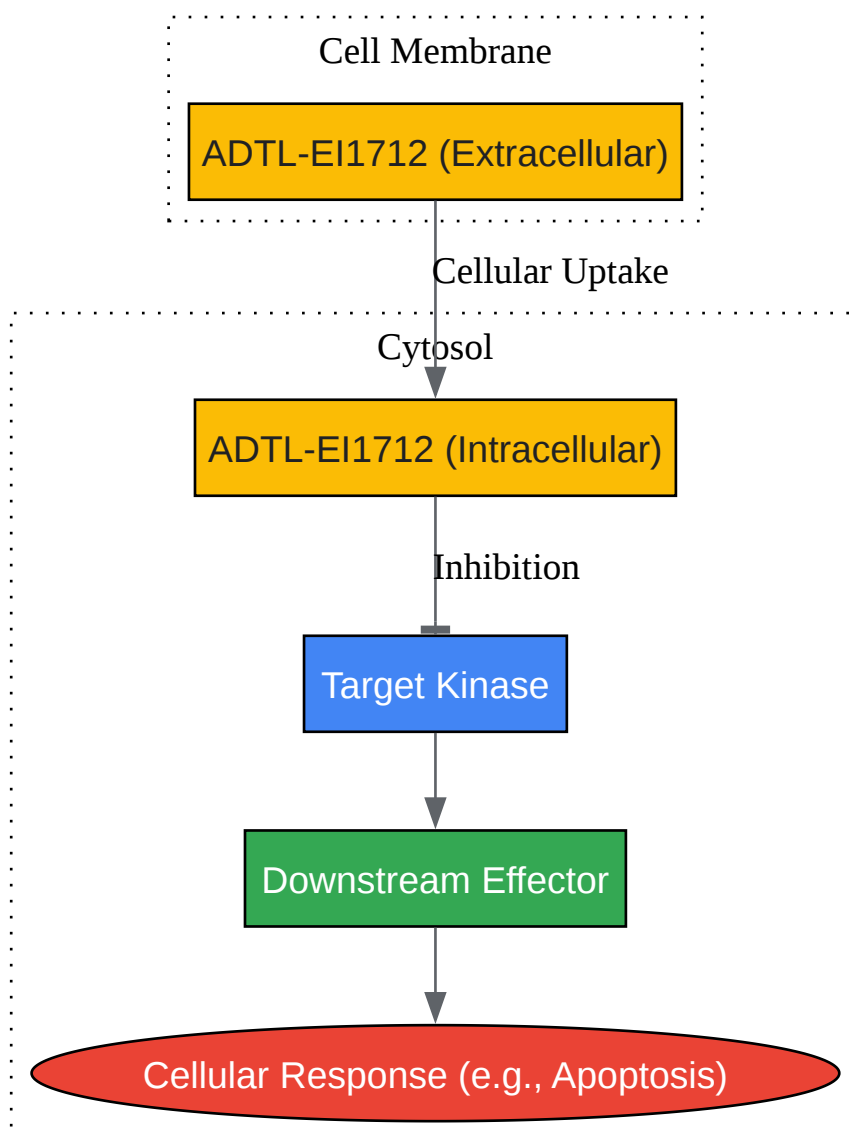 Cell Membrane
ADTL-EI1712 (Extracellular)
Cellular Uptake
Cytosol
ADTL-EI1712 (Intracellular)
Inhibition
Target Kinase
Downstream Effector
Cellular Response (e.g., Apoptosis)